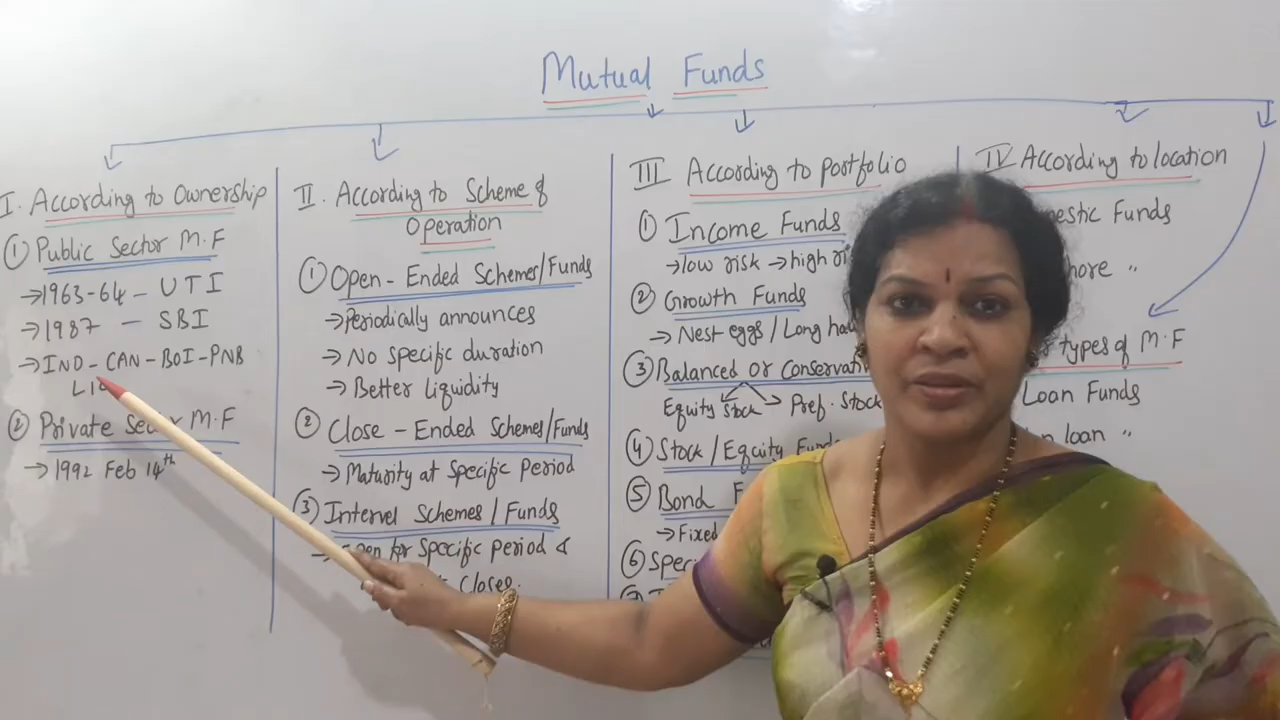 Mutual Funds
I. According to Ownership
① Public Sector M.F
→1963-64 - UTI
→1987 - SBI
→IND-CAN-BOI-PNB
② Private Sector M.F
→1992 Feb 14th
II. According to Scheme of
Operation
① Open-Ended Schemes/Funds
→Periodically announces
→No specific duration
→Better liquidity
② Close-Ended Schemes/Funds
→Maturity at Specific Period
③ Intervel Schemes/Funds
for Specific Period &
Closes.
III According to Portfolio
① Income Funds
→low risk →high
② Growth Funds
→Nest eggs / Long
③ Balanced or
Equity Stock Pref. Stock
④ Stock/Equity
⑤ Bond
→Fixed
⑥
IV According to location
Funds
"
types of M.F
Loan Funds
loan "